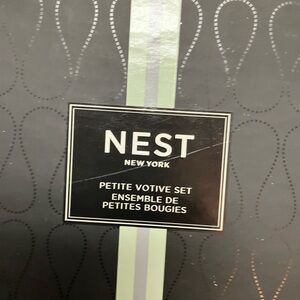 NEST
NEW YORK
PETITE VOTIVE SET
ENSEMBLE DE
PETITES BOUGIES